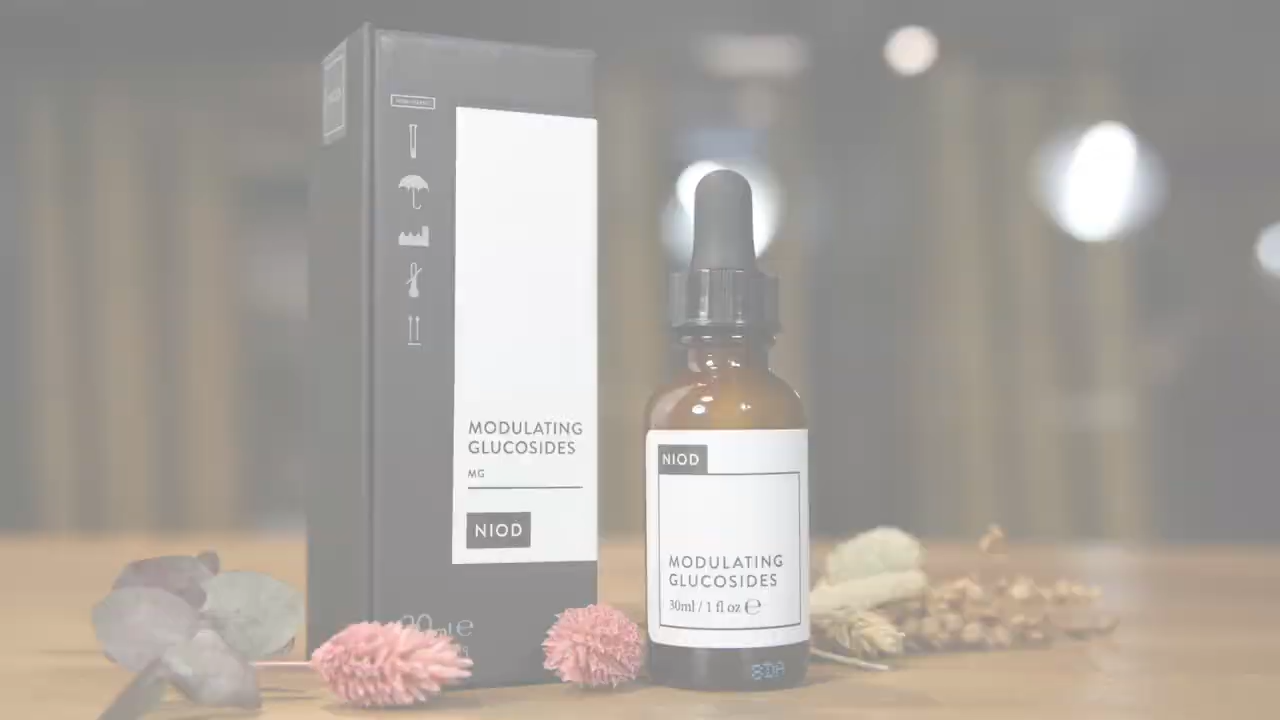 MODULATING
GLUCOSIDES
MG
NIOD
NIOD
MODULATING
GLUCOSIDES
30ml / 1 fl oz ℮